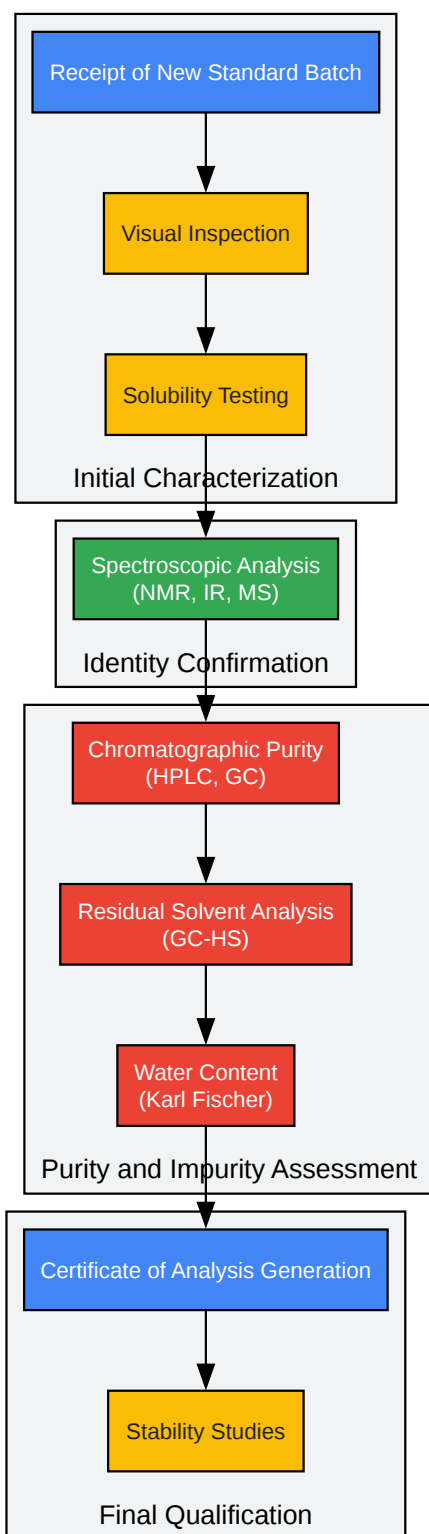 Receipt of New Standard Batch
Visual Inspection
Solubility Testing
Initial Characterization
Spectroscopic Analysis
(NMR, IR, MS)
Identity Confirmation
Chromatographic Purity
(HPLC, GC)
Residual Solvent Analysis
(GC-HS)
Water Content
(Karl Fischer)
Purity and Impurity Assessment
Certificate of Analysis Generation
Stability Studies
Final Qualification